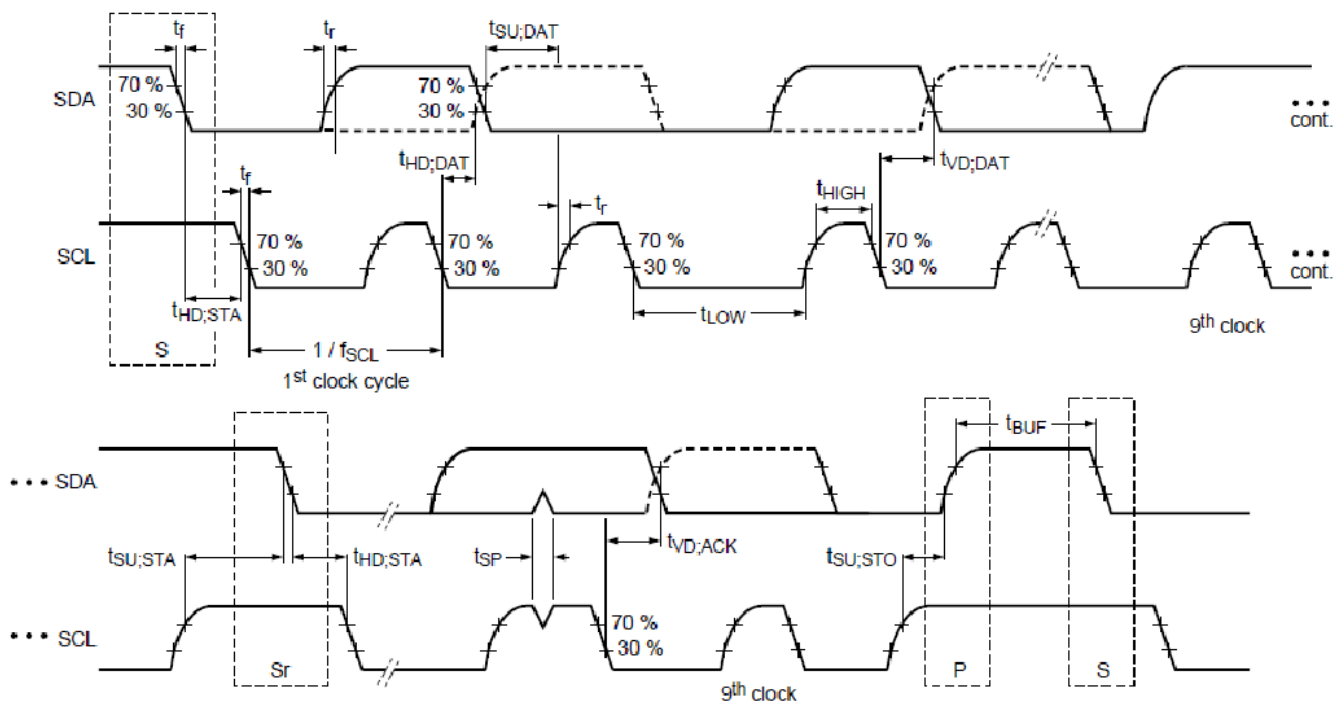 tf
tr
tSU;DAT
70 %
30 %
70 %
30 %
SDA
cont.
tHD;DAT
tVD;DAT
tf
tr
tHIGH
70 %
30 %
70 %
30 %
70 %
30 %
70 %
30 %
SCL
cont.
tHD;STA
tLOW
9th clock
S
1 / fSCL
1st clock cycle
tBUF
SDA
tSU;STA
tHD;STA
tSP
tVD;ACK
tSU;STO
70 %
30 %
SCL
Sr
P
S
9th clock